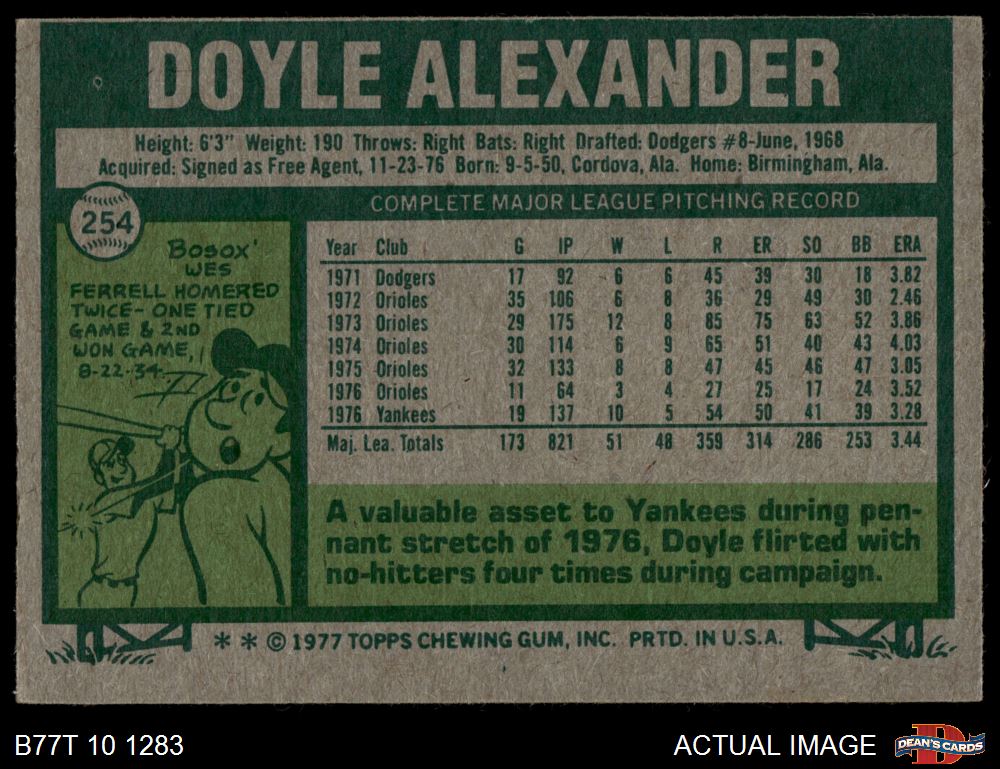 DOYLE ALEXANDER
Height: 6'3" Weight: 190 Throws: Right Bats: Right Drafted: Dodgers #8-June, 1968
Acquired: Signed as Free Agent, 11-23-76 Born: 9-5-50, Cordova, Ala. Home: Birmingham, Ala.
254
BOSOX'
WES
FERRELL HOMERED
TWICE- ONE TIED
GAME & 2ND
WON GAME,
8-22-34.
COMPLETE MAJOR LEAGUE PITCHING RECORD
Year Club G IP W L R ER SO BB ERA
1971 Dodgers 17 92 6 6 45 39 30 18 3.82
1972 Orioles 35 106 6 8 36 29 49 30 2.46
1973 Orioles 29 175 12 8 85 75 63 52 3.86
1974 Orioles 30 114 6 9 65 51 40 43 4.03
1975 Orioles 32 133 8 8 47 45 46 47 3.05
1976 Orioles 11 64 3 4 27 25 17 24 3.52
1976 Yankees 19 137 10 5 54 50 41 39 3.28
Maj. Lea. Totals 173 821 51 48 359 314 286 253 3.44
A valuable asset to Yankees during pen-
nant stretch of 1976, Doyle flirted with
no-hitters four times during campaign.
* * © 1977 TOPPS CHEWING GUM, INC. PRTD. IN U.S.A.
B77T 10 1283
ACTUAL IMAGE
D
DEAN'S CARDS